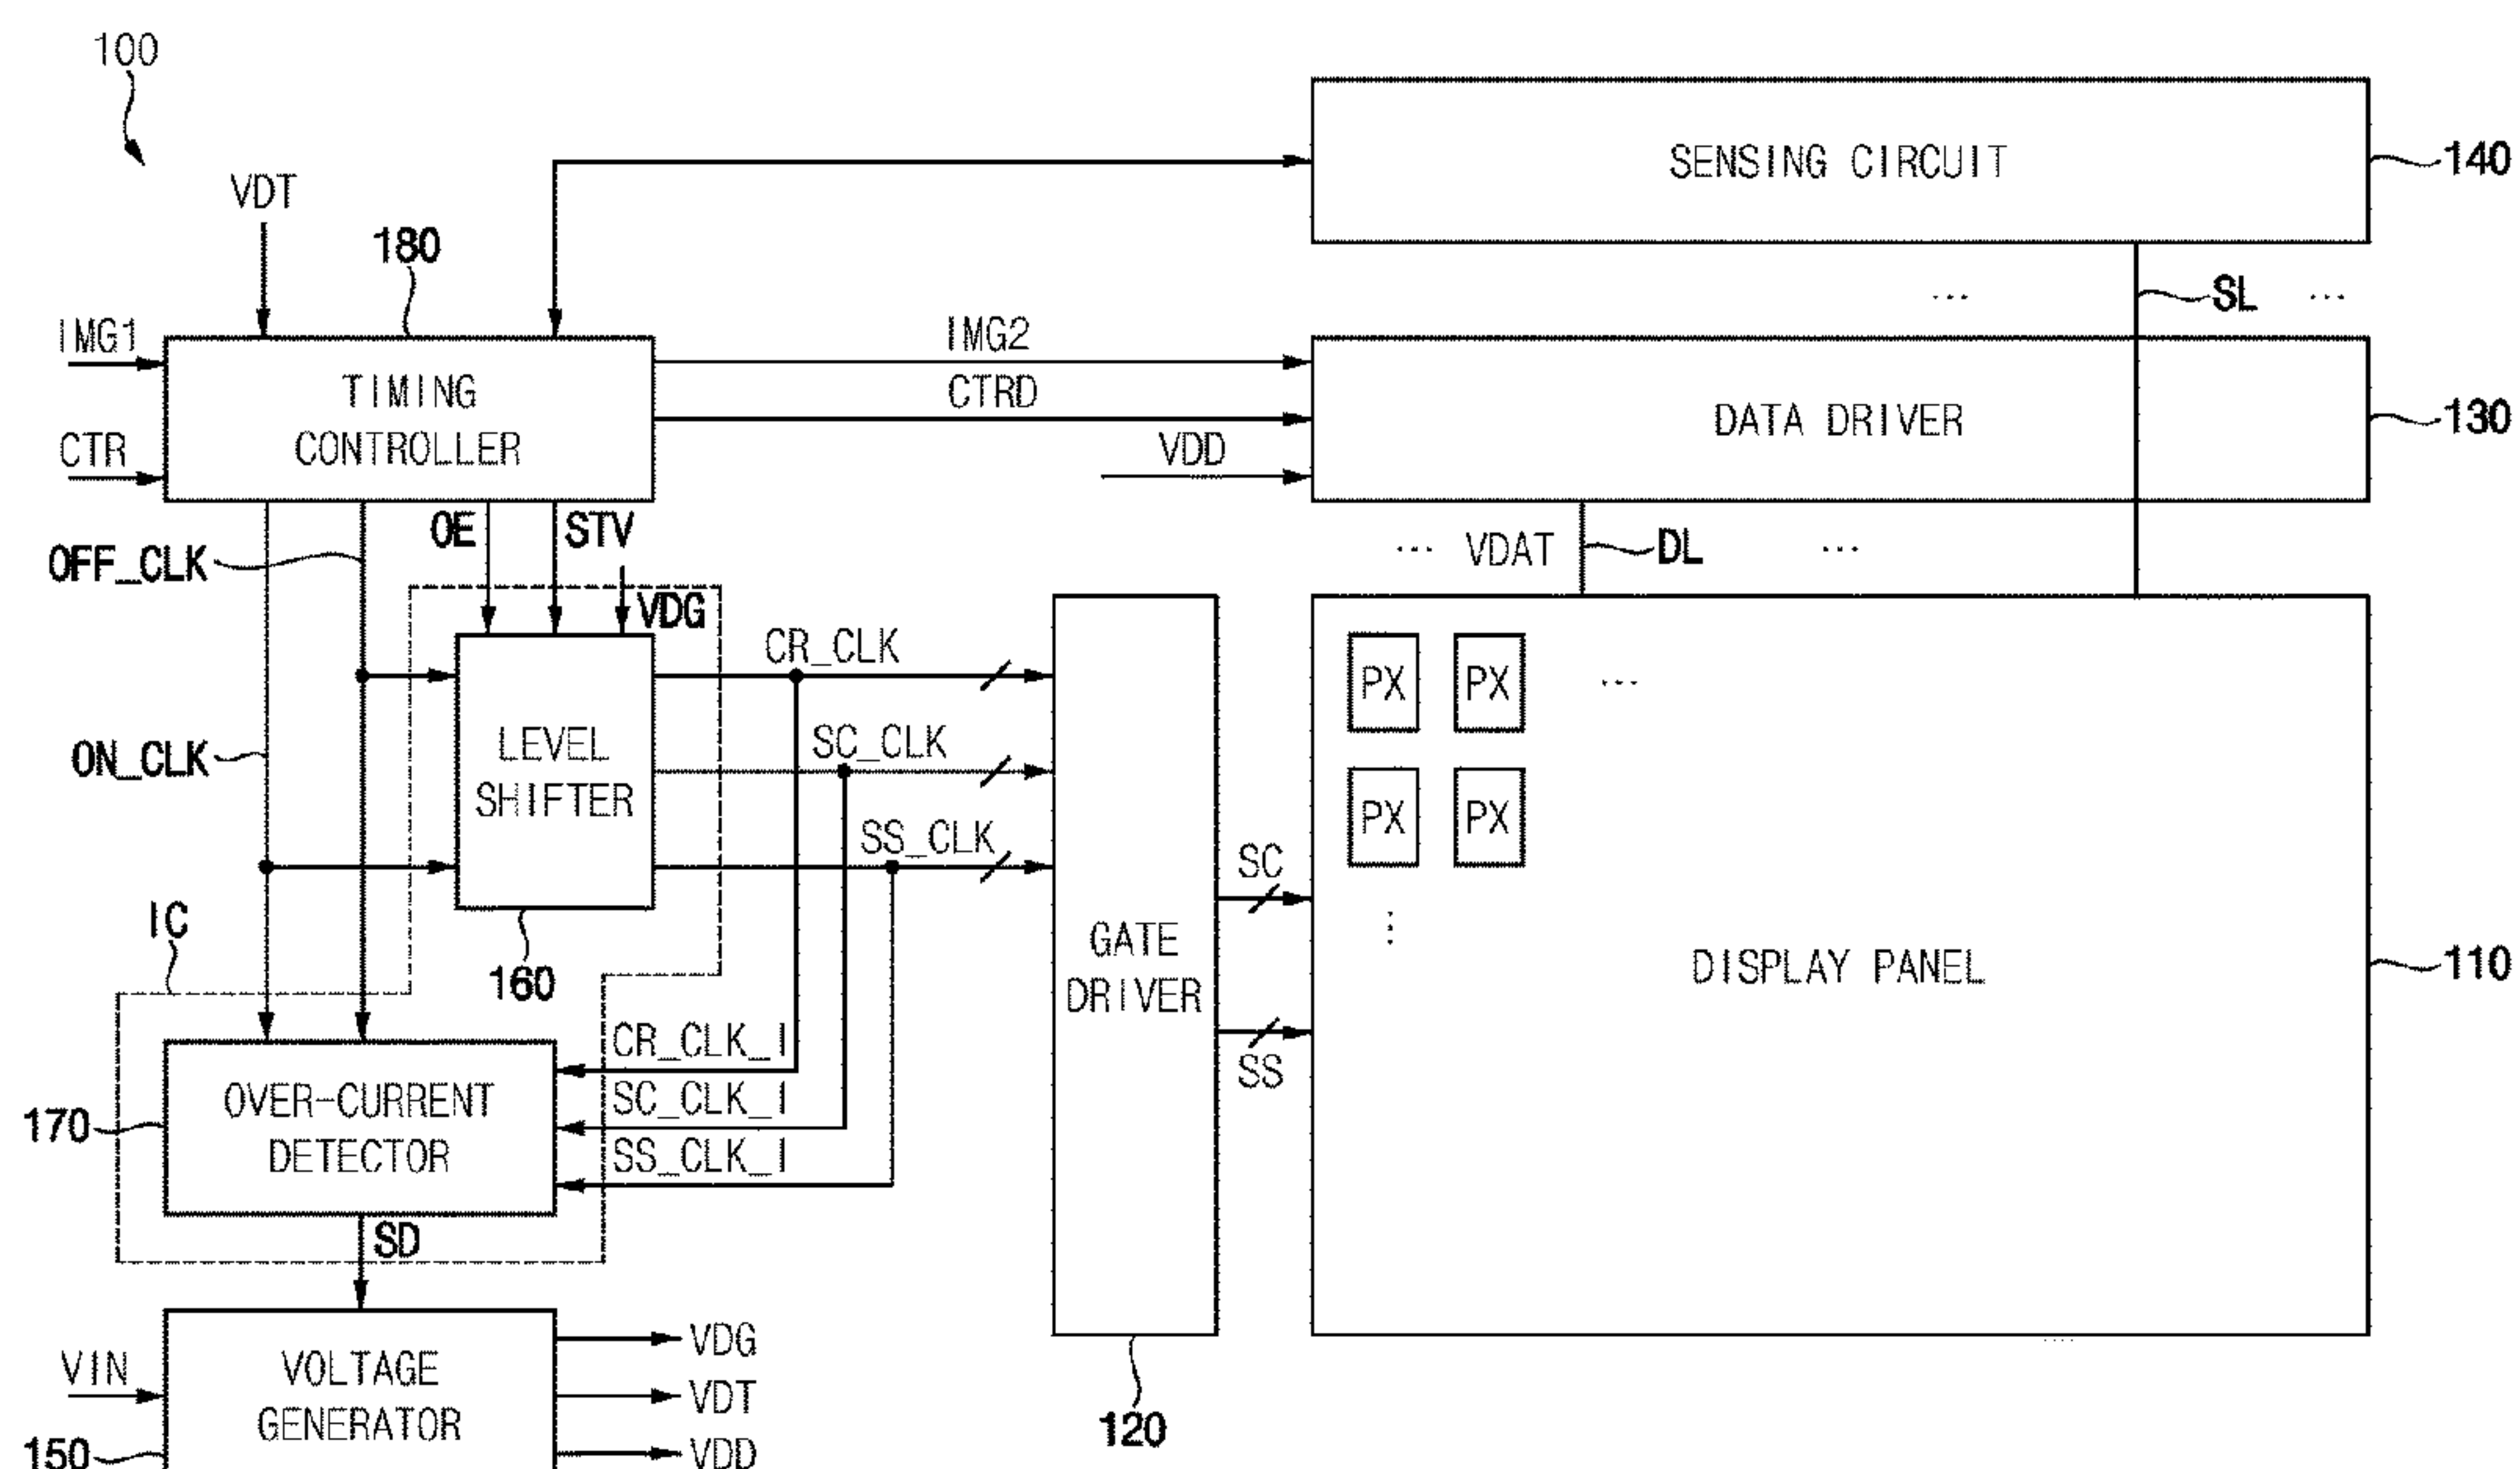 100
SENSING CIRCUIT
140
VDT
180
SL
IMG1
IMG2
TIMING
CONTROLLER
CTRD
DATA DRIVER
130
CTR
VDD
OE
STV
OFF_CLK
... VDAT
DL
...
VDG
CR_CLK
PX
PX
...
ON_CLK
LEVEL
SHIFTER
SC_CLK
PX
PX
SS_CLK
SC
IC
GATE
DRIVER
160
DISPLAY PANEL
110
CR_CLK_I
SS
OVER-CURRENT
DETECTOR
SC_CLK_I
170
SS_CLK_I
SD
VIN
VOLTAGE
GENERATOR
VDG
VDT
VDD
120
150